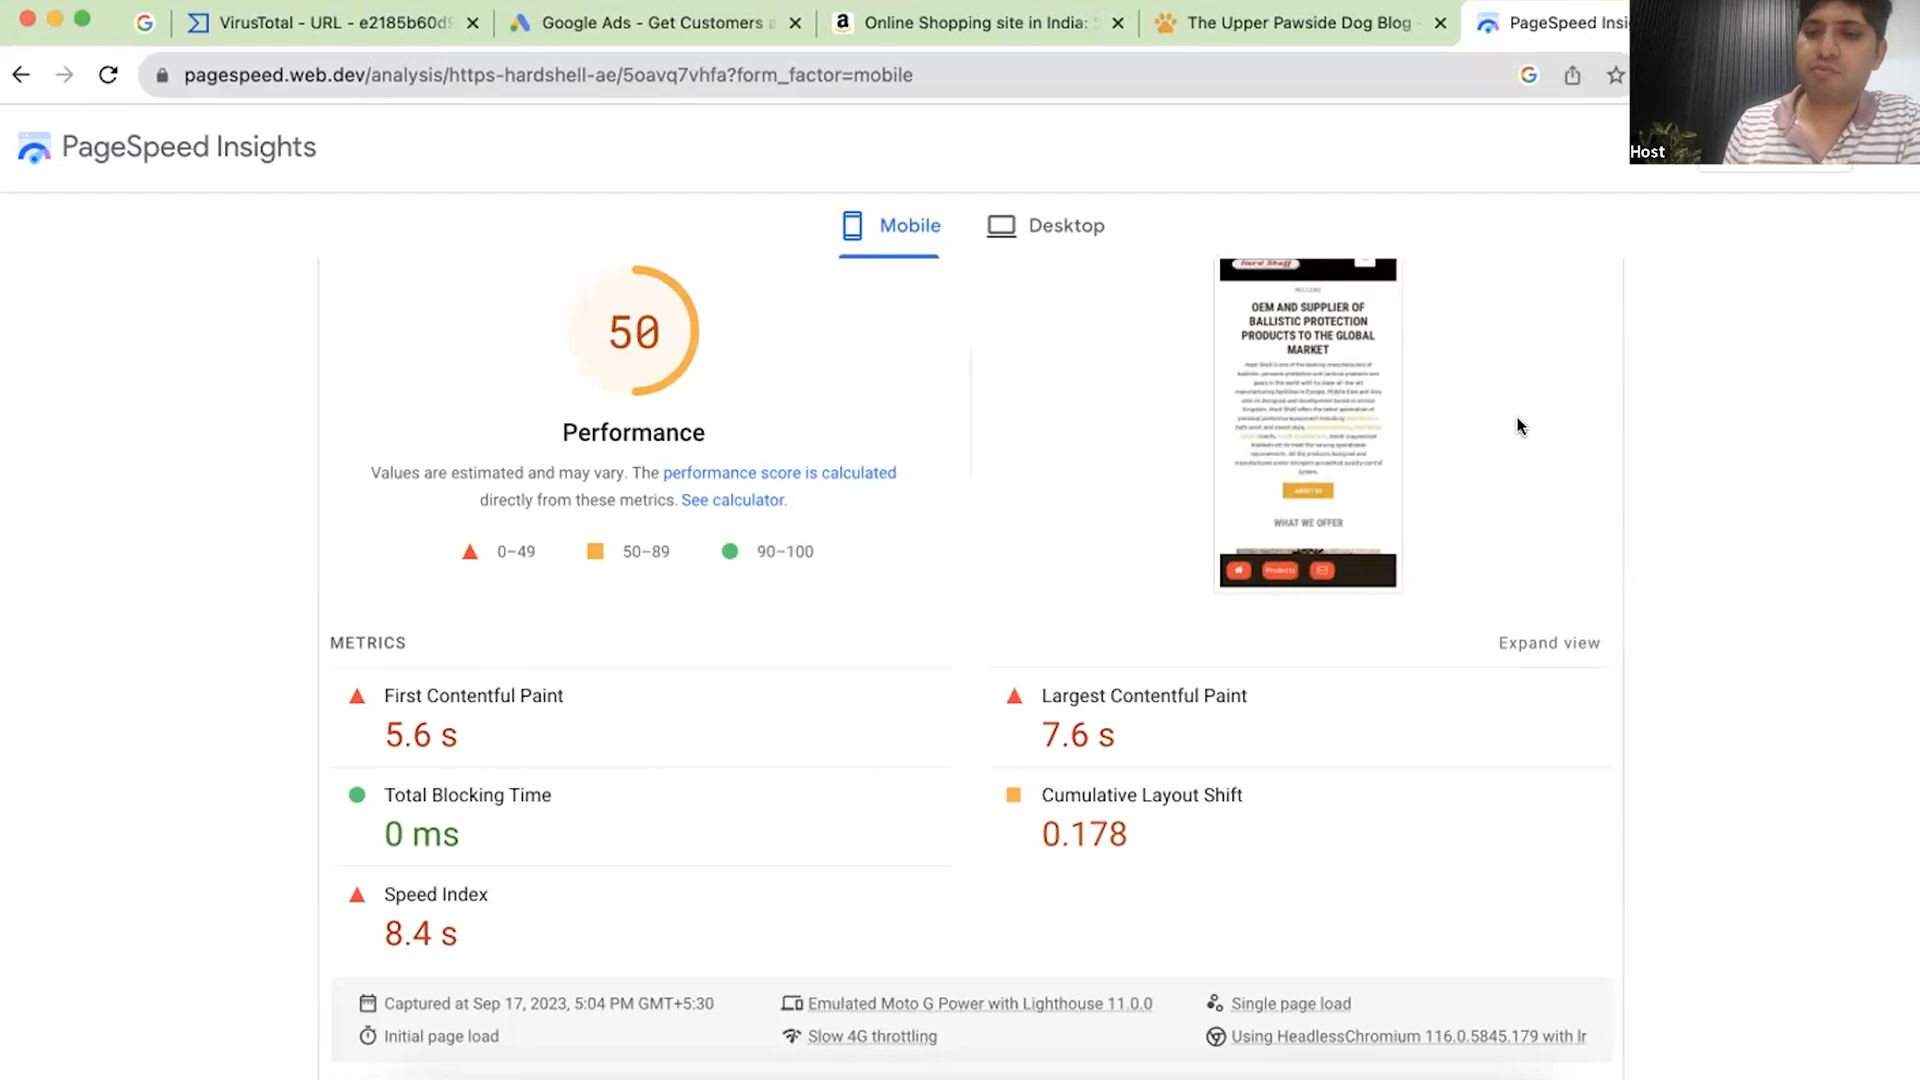 VirusTotal - URL - e2185b60d9
Google Ads - Get Customers a
Online Shopping site in India: S
The Upper Pawside Dog Blog -
PageSpeed Insi
pagespeed.web.dev/analysis/https-hardshell-ae/5oavq7vhfa?form_factor=mobile
Host
PageSpeed Insights
Mobile
Desktop
50
Performance
Values are estimated and may vary. The performance score is calculated
directly from these metrics. See calculator.
0–49
50–89
90–100
Hard Shell
WELCOME
OEM AND SUPPLIER OF
BALLISTIC PROTECTION
PRODUCTS TO THE GLOBAL
MARKET
ABOUT US
WHAT WE OFFER
Products
METRICS
Expand view
First Contentful Paint
5.6 s
Largest Contentful Paint
7.6 s
Total Blocking Time
0 ms
Cumulative Layout Shift
0.178
Speed Index
8.4 s
Captured at Sep 17, 2023, 5:04 PM GMT+5:30
Emulated Moto G Power with Lighthouse 11.0.0
Single page load
Initial page load
Slow 4G throttling
Using HeadlessChromium 116.0.5845.179 with lr